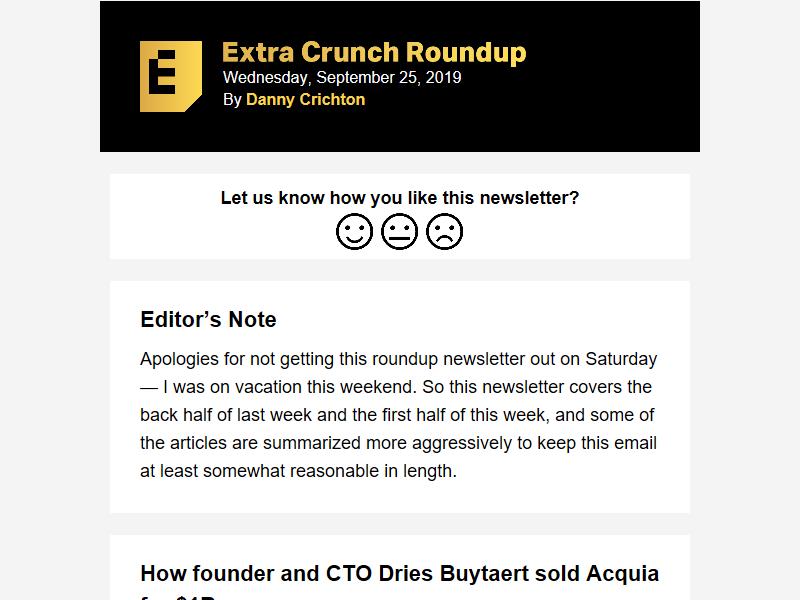 E
Extra Crunch Roundup
Wednesday, September 25, 2019
By Danny Crichton
Let us know how you like this newsletter?
Editor’s Note
Apologies for not getting this roundup newsletter out on Saturday
— I was on vacation this weekend. So this newsletter covers the
back half of last week and the first half of this week, and some of
the articles are summarized more aggressively to keep this email
at least somewhat reasonable in length.
How founder and CTO Dries Buytaert sold Acquia